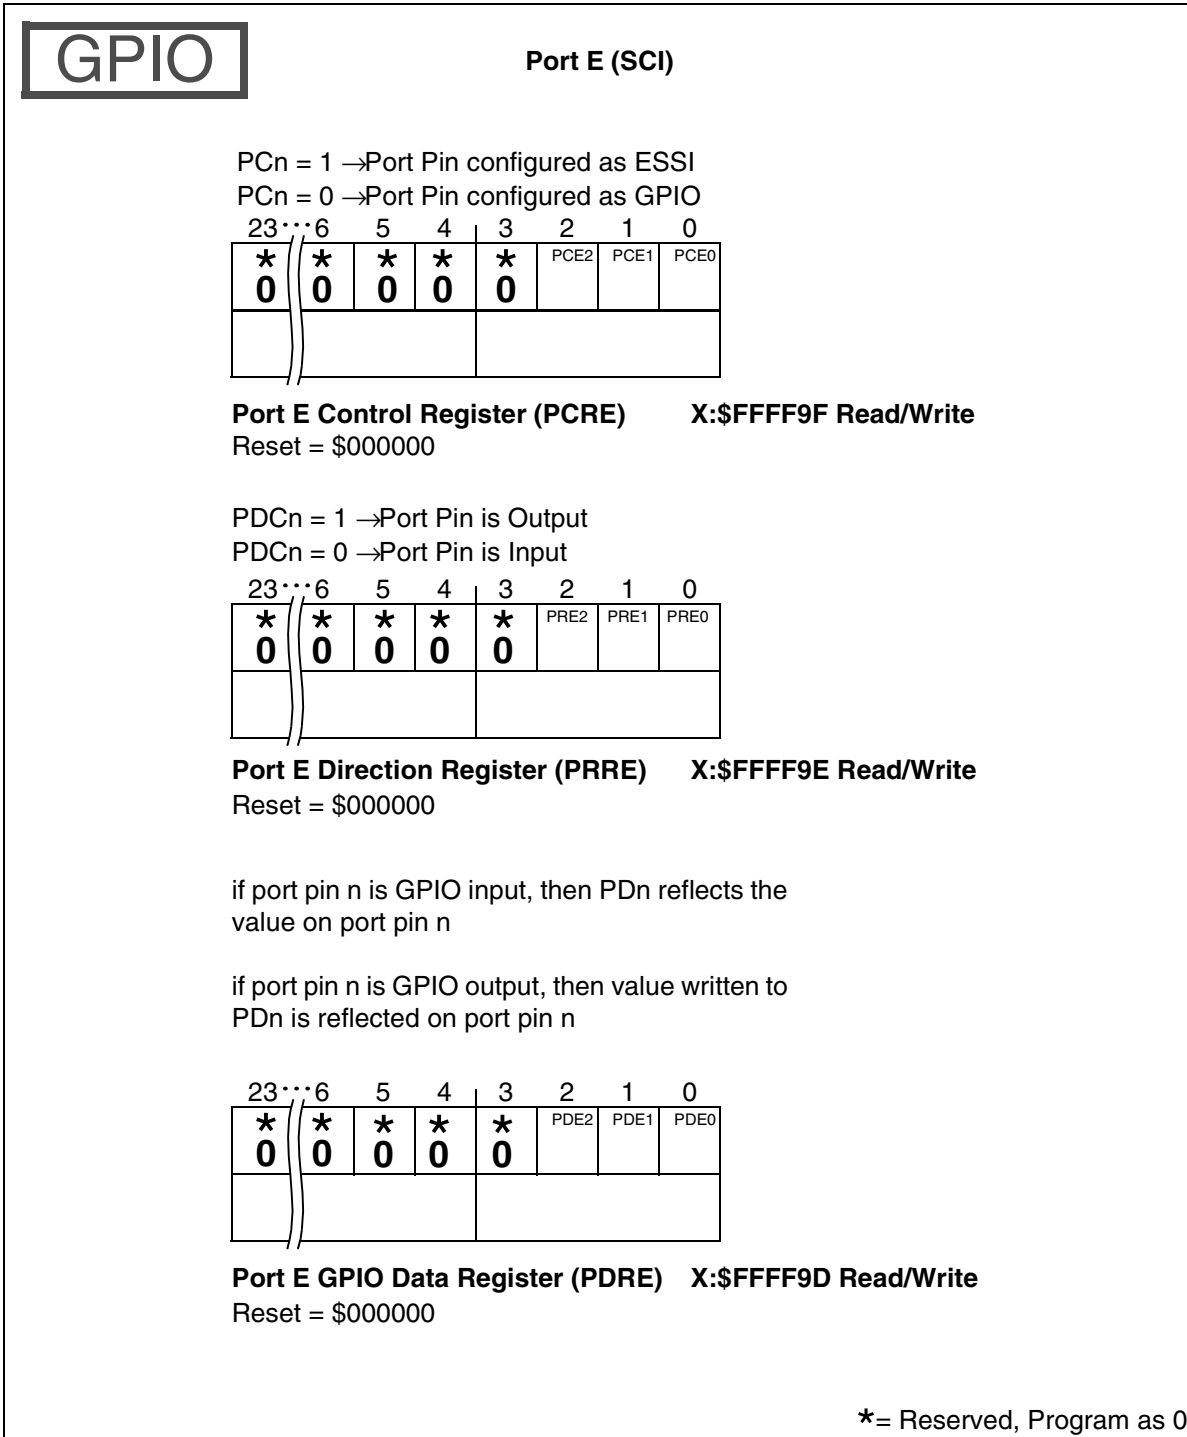 GPIO
Port E (SCI)
PCn = 1 →Port Pin configured as ESSI
PCn = 0 →Port Pin configured as GPIO
23 ··· 6 5 4 3 2 1 0
* * * * * PCE2 PCE1 PCE0
0 0 0 0 0
Port E Control Register (PCRE) X:$FFFF9F Read/Write
Reset = $000000
PDCn = 1 →Port Pin is Output
PDCn = 0 →Port Pin is Input
23 ··· 6 5 4 3 2 1 0
* * * * * PRE2 PRE1 PRE0
0 0 0 0 0
Port E Direction Register (PRRE) X:$FFFF9E Read/Write
Reset = $000000
if port pin n is GPIO input, then PDn reflects the
value on port pin n
if port pin n is GPIO output, then value written to
PDn is reflected on port pin n
23 ··· 6 5 4 3 2 1 0
* * * * * PDE2 PDE1 PDE0
0 0 0 0 0
Port E GPIO Data Register (PDRE) X:$FFFF9D Read/Write
Reset = $000000
*= Reserved, Program as 0